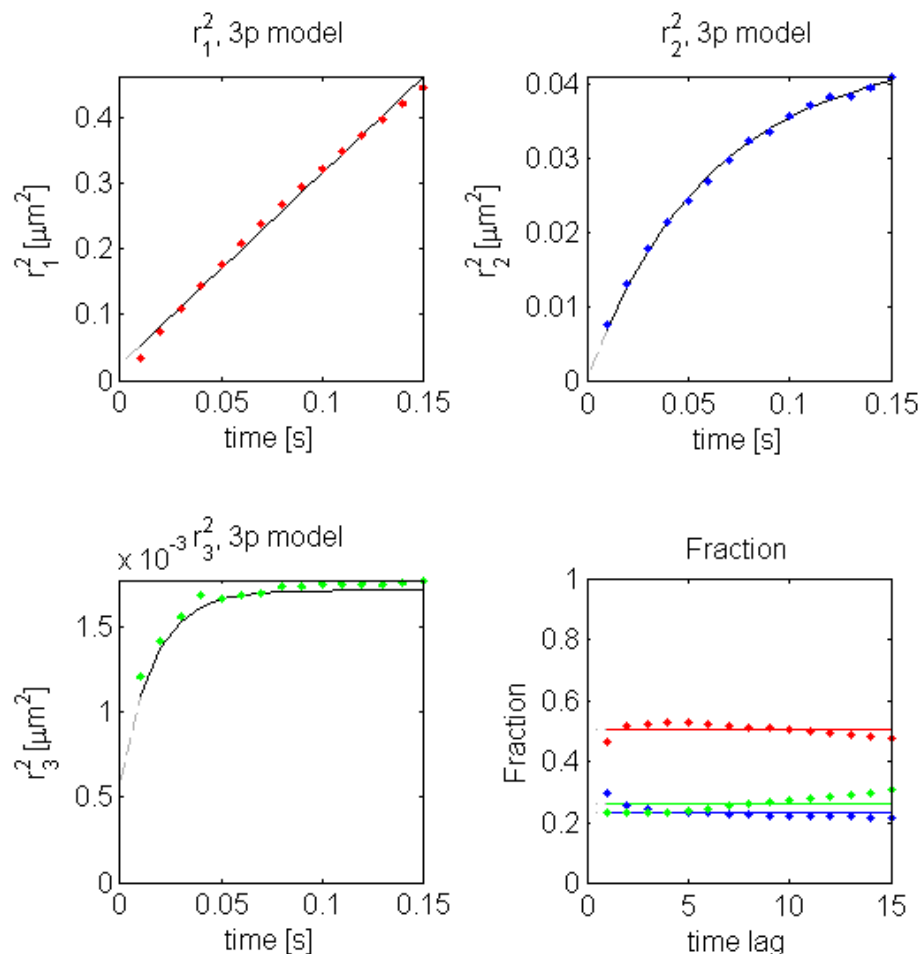 r₁², 3p model
r₁² [μm²]
0.4
0.3
0.2
0.1
0
0 0.05 0.1 0.15
time [s]
r₂², 3p model
r₂² [μm²]
0.04
0.03
0.02
0.01
0
0 0.05 0.1 0.15
time [s]
x 10⁻³ r₃², 3p model
r₃² [μm²]
1.5
1
0.5
0
0 0.05 0.1 0.15
time [s]
Fraction
Fraction
1
0.8
0.6
0.4
0.2
0
0 5 10 15
time lag